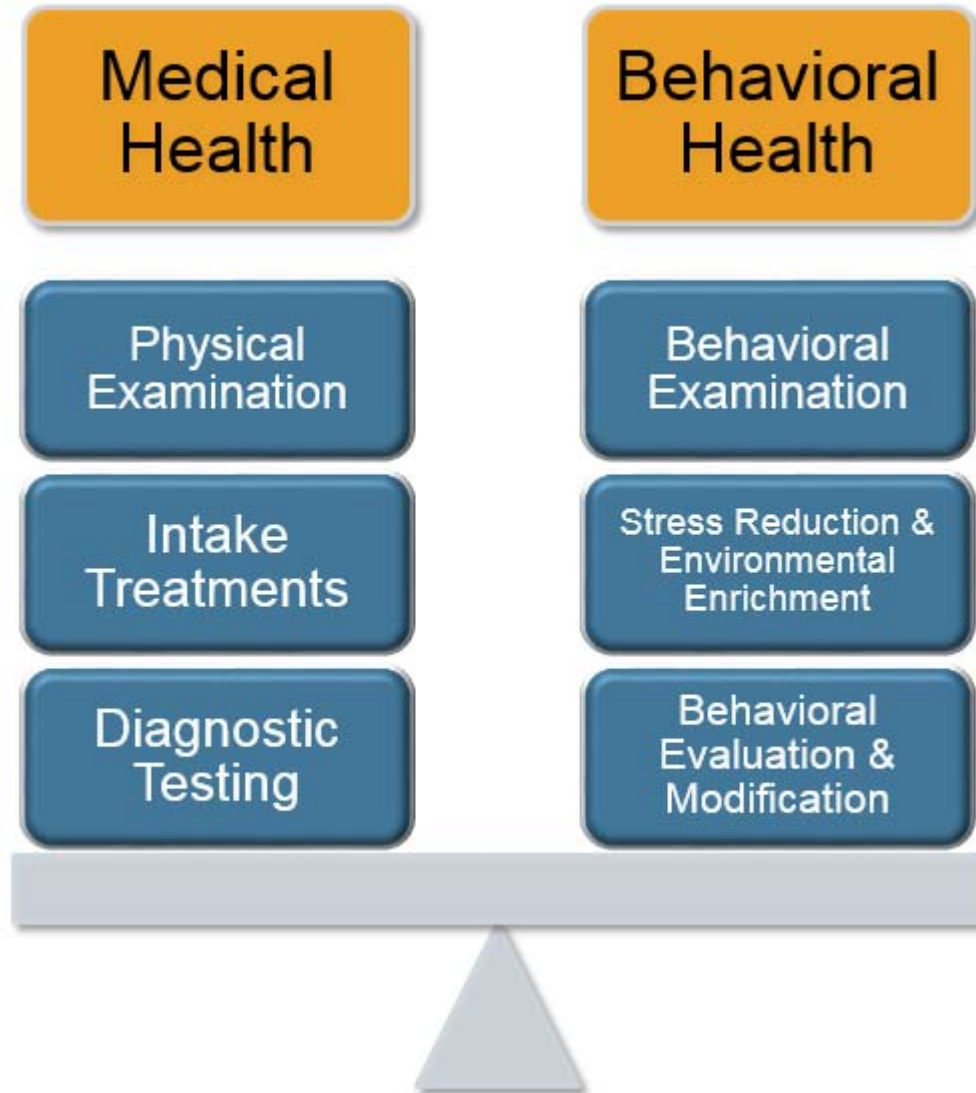 Medical
Health
Behavioral
Health
Physical
Examination
Behavioral
Examination
Intake
Treatments
Stress Reduction &
Environmental
Enrichment
Diagnostic
Testing
Behavioral
Evaluation &
Modification